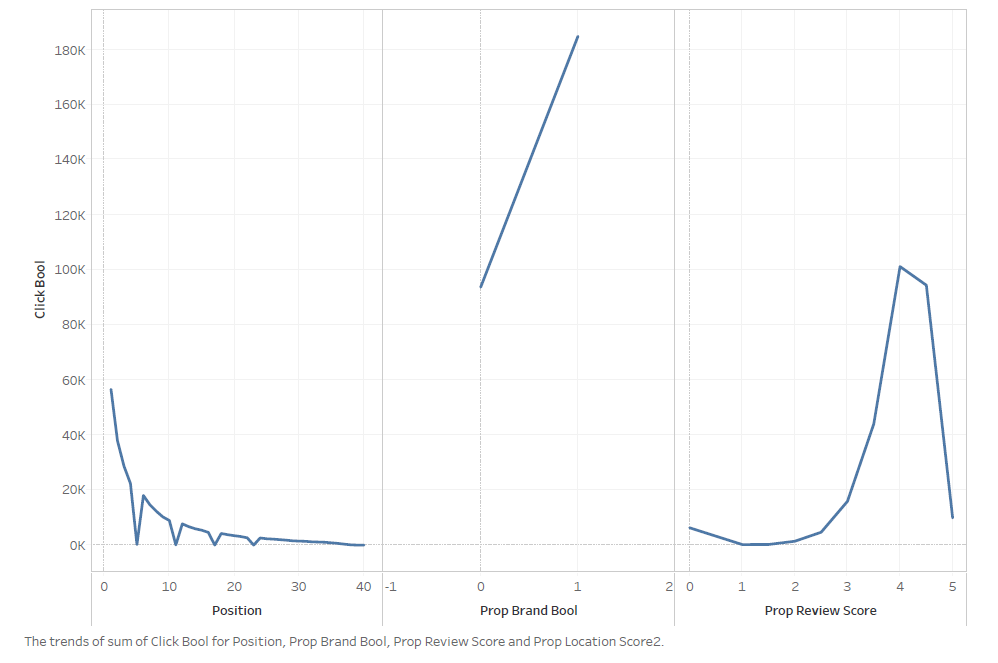 180K
160K
140K
120K
100K
80K
60K
40K
20K
0K
Click Bool
0 10 20 30 40 -1 0 1 2 0 1 2 3 4 5
Position Prop Brand Bool Prop Review Score
The trends of sum of Click Bool for Position, Prop Brand Bool, Prop Review Score and Prop Location Score2.